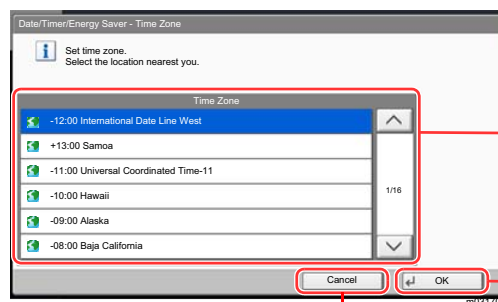 Date/Timer/Energy Saver - Time Zone
Set time zone.
Select the location nearest you.
Time Zone
-12:00 International Date Line West
+13:00 Samoa
-11:00 Universal Coordinated Time-11
-10:00 Hawaii
-09:00 Alaska
-08:00 Baja California
1/16
Cancel
OK